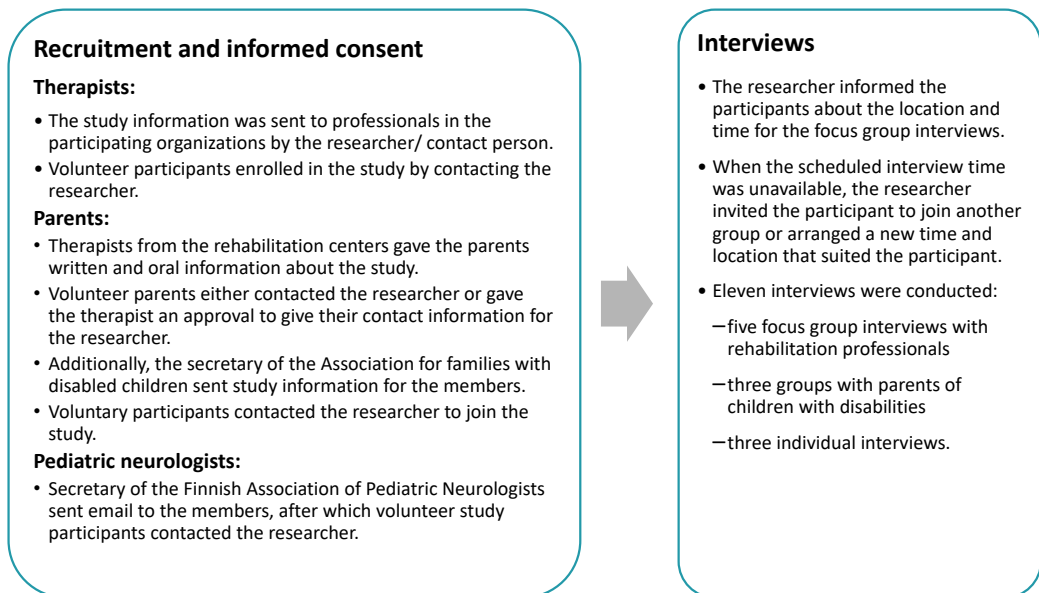 Recruitment and informed consent
Therapists:
• The study information was sent to professionals in the
participating organizations by the researcher/ contact person.
• Volunteer participants enrolled in the study by contacting the
researcher.
Parents:
• Therapists from the rehabilitation centers gave the parents
written and oral information about the study.
• Volunteer parents either contacted the researcher or gave
the therapist an approval to give their contact information for
the researcher.
• Additionally, the secretary of the Association for families with
disabled children sent study information for the members.
• Voluntary participants contacted the researcher to join the
study.
Pediatric neurologists:
• Secretary of the Finnish Association of Pediatric Neurologists
sent email to the members, after which volunteer study
participants contacted the researcher.
Interviews
• The researcher informed the
participants about the location and
time for the focus group interviews.
• When the scheduled interview time
was unavailable, the researcher
invited the participant to join another
group or arranged a new time and
location that suited the participant.
• Eleven interviews were conducted:
–five focus group interviews with
rehabilitation professionals
–three groups with parents of
children with disabilities
–three individual interviews.